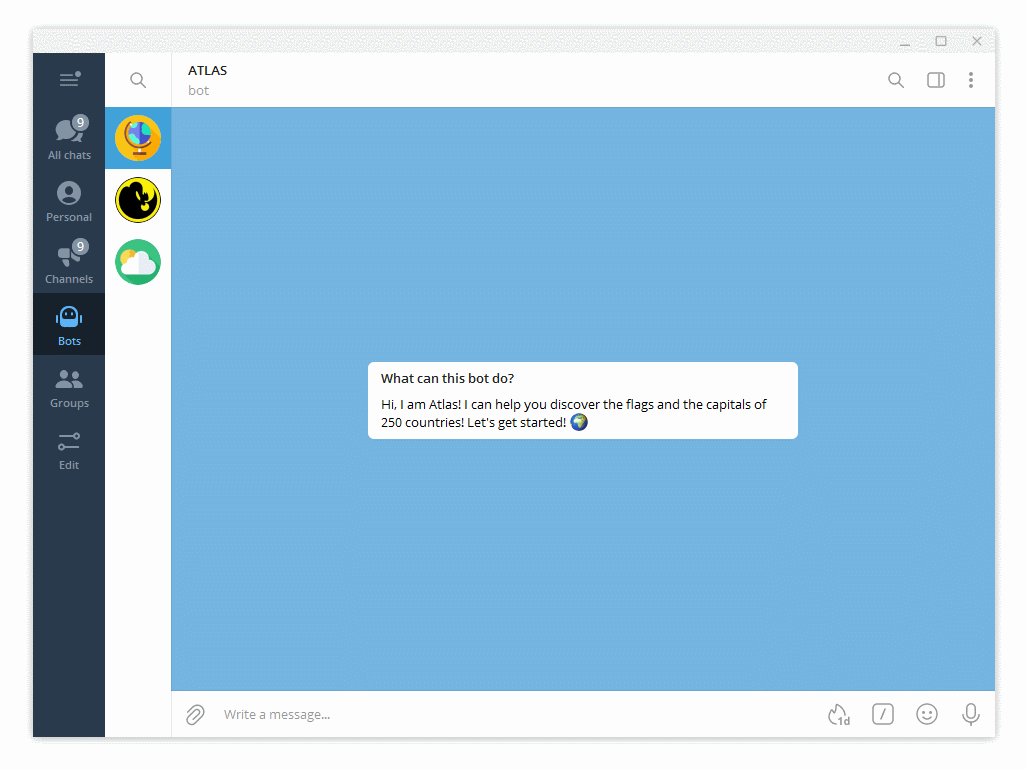 ATLAS
bot
9
All chats
Personal
9
Channels
Bots
Groups
Edit
What can this bot do?
Hi, I am Atlas! I can help you discover the flags and the capitals of
250 countries! Let's get started! 🌍
Write a message...
1d
/